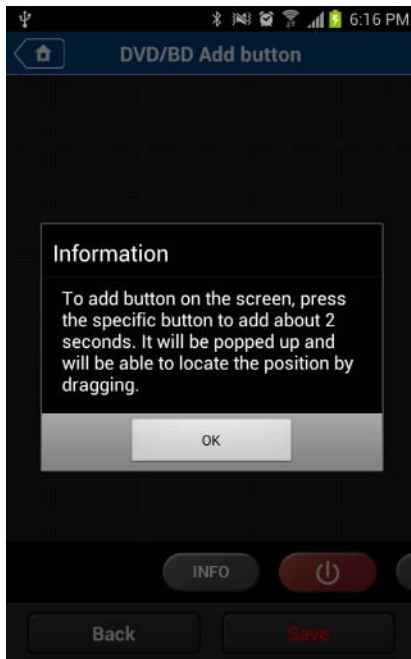 6:16 PM
DVD/BD Add button
Information
To add button on the screen, press
the specific button to add about 2
seconds. It will be popped up and
will be able to locate the position by
dragging.
OK
INFO
Back
Save